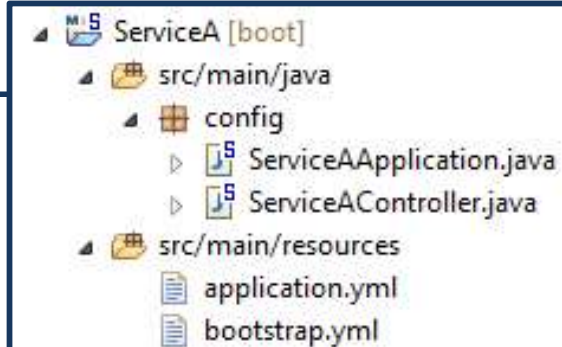 ServiceA [boot]
src/main/java
config
ServiceAApplication.java
ServiceAController.java
src/main/resources
application.yml
bootstrap.yml